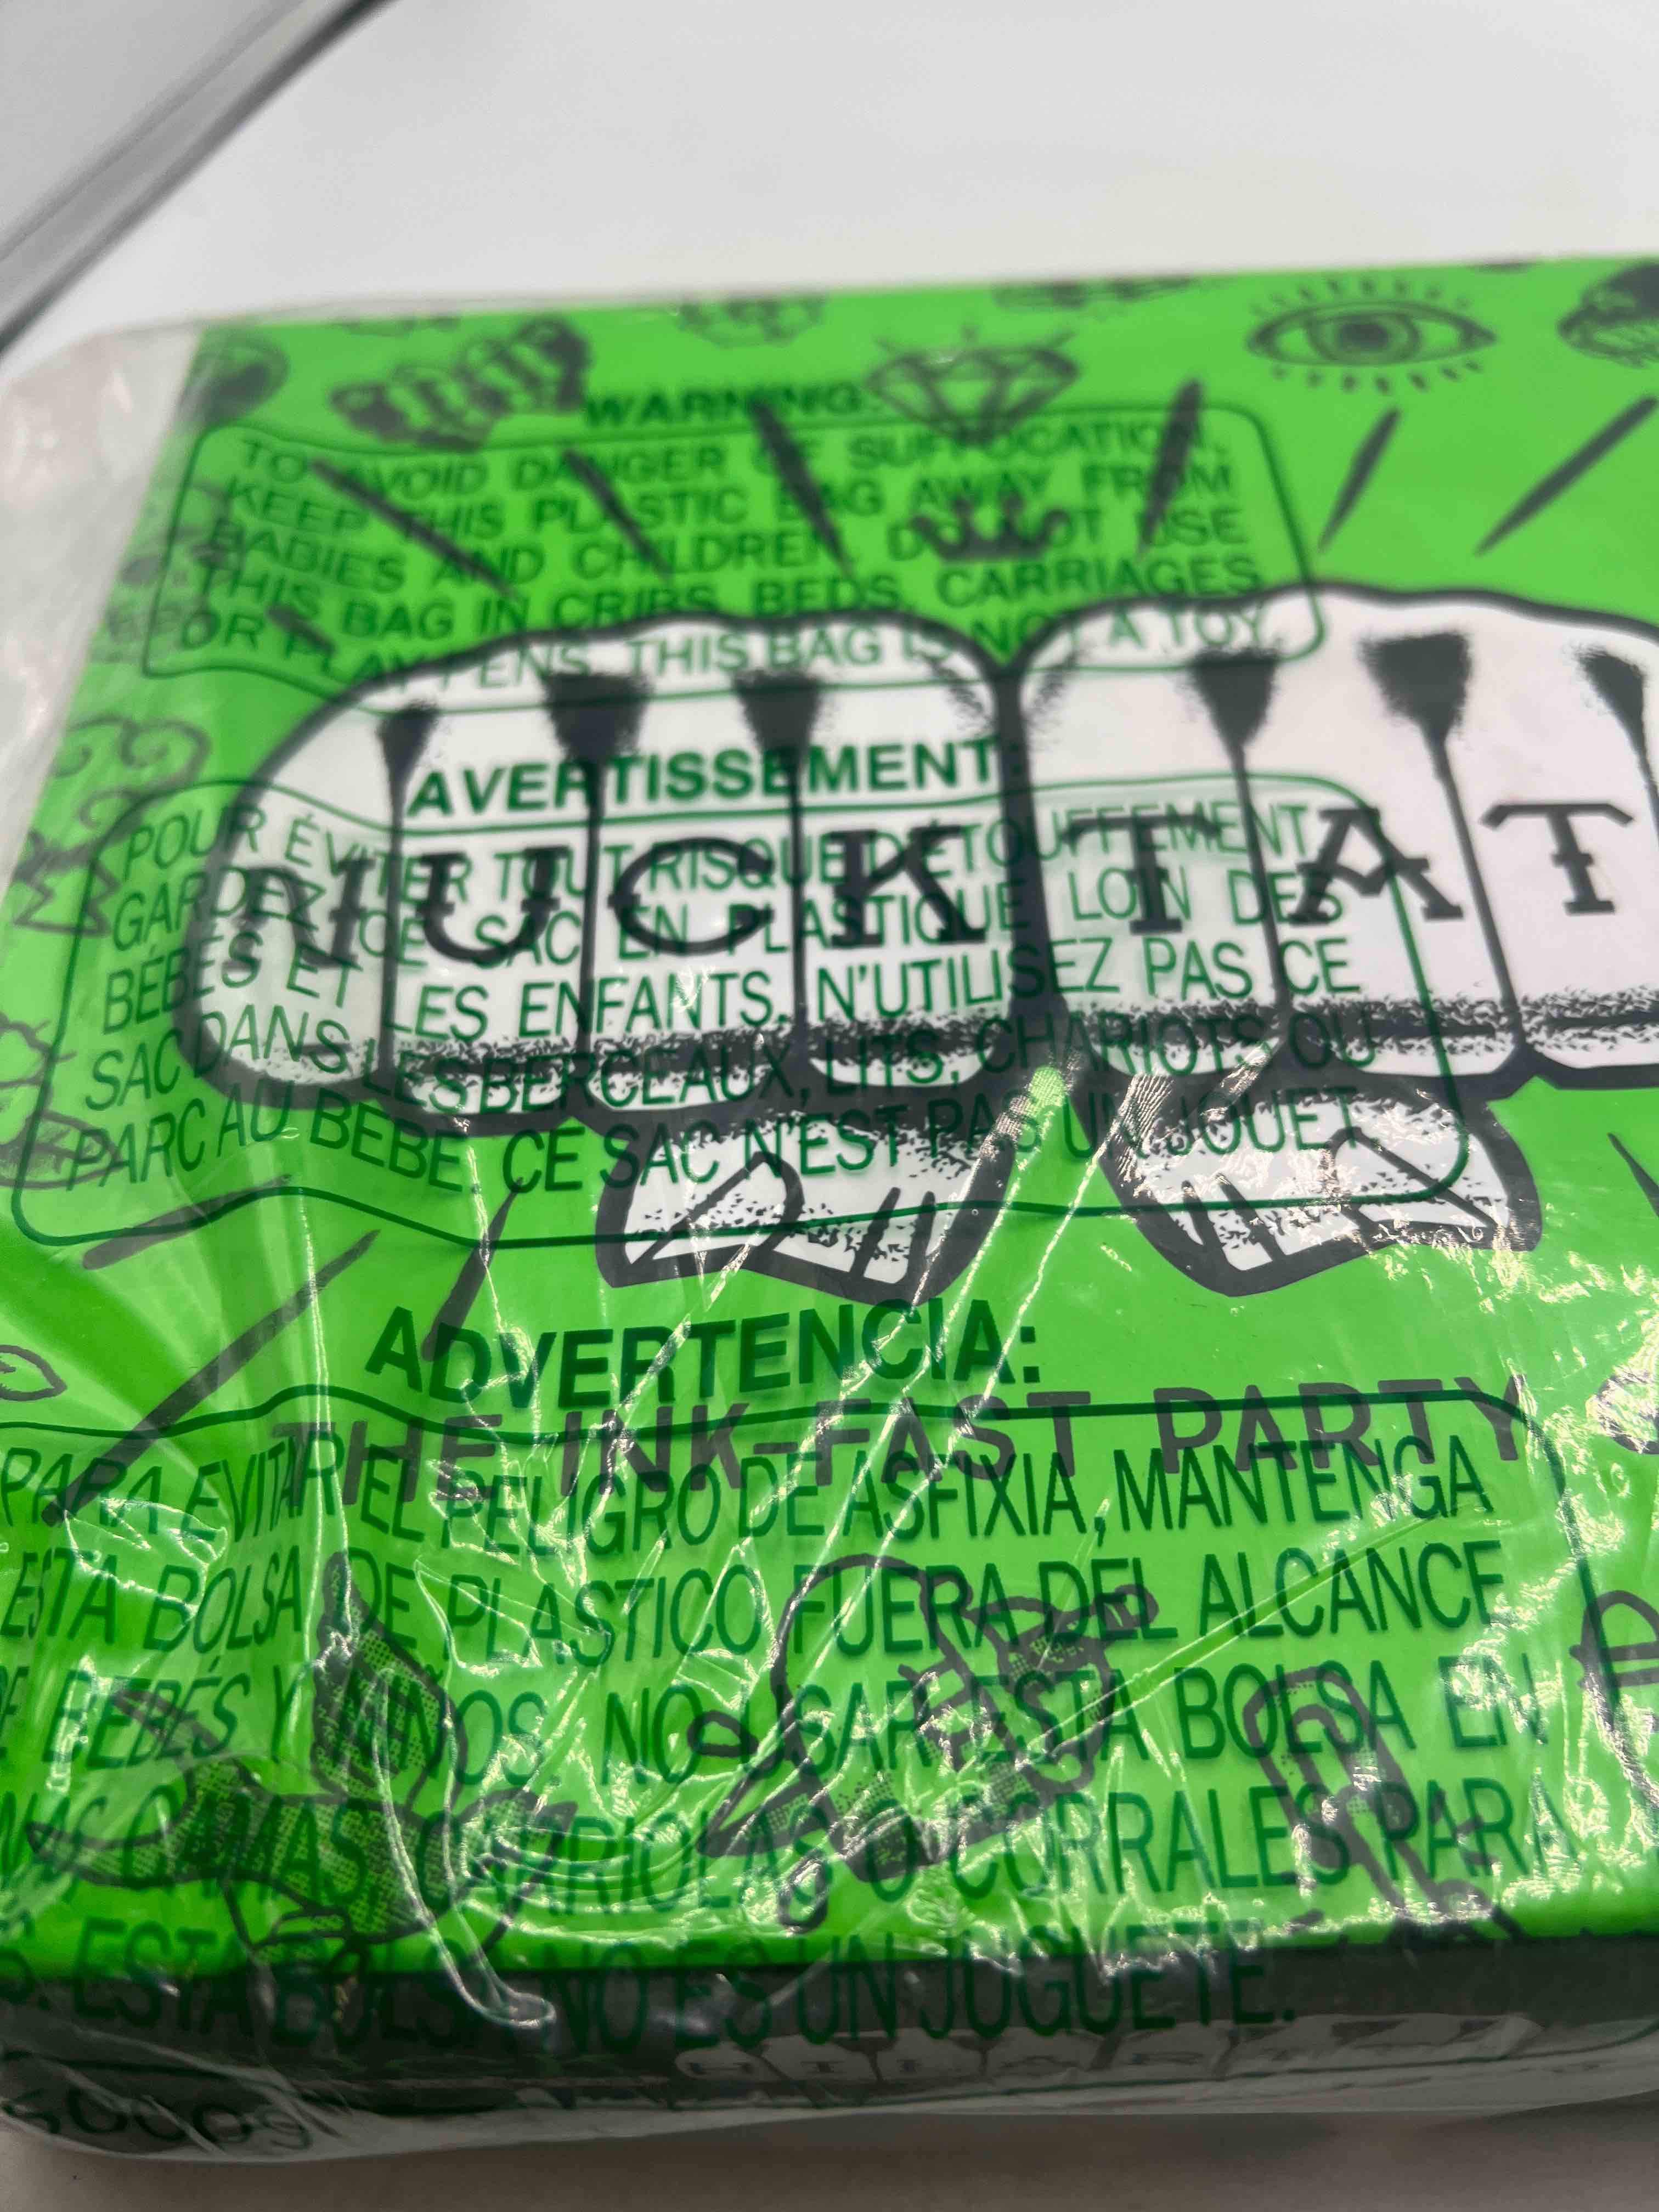 WARNING:
TO AVOID DANGER OF SUFFOCATION,
KEEP THIS PLASTIC BAG AWAY FROM
BABIES AND CHILDREN. DO NOT USE
THIS BAG IN CRIBS, BEDS, CARRIAGES
OR PLAY PENS. THIS BAG IS NOT A TOY.
AVERTISSEMENT:
POUR ÉVITER TOUT RISQUE D'ÉTOUFFEMENT
GARDEZ CE SAC EN PLASTIQUE LOIN DES
BÉBÉS ET LES ENFANTS. N'UTILISEZ PAS CE
SAC DANS LES BERCEAUX, LITS, CHARIOTS OU
PARC AU BÉBÉ. CE SAC N'EST PAS UN JOUET.
NUCK TAT
ADVERTENCIA:
THE INK-FAST PARTY
PARA EVITAR EL PELIGRO DE ASFIXIA, MANTENGA
ESTA BOLSA DE PLASTICO FUERA DEL ALCANCE
DE BEBÉS Y NIÑOS. NO USAR ESTA BOLSA EN
CAMAS, CARRIOLAS O CORRALES PARA
ESTA BOLSA NO ES UN JUGUETE.